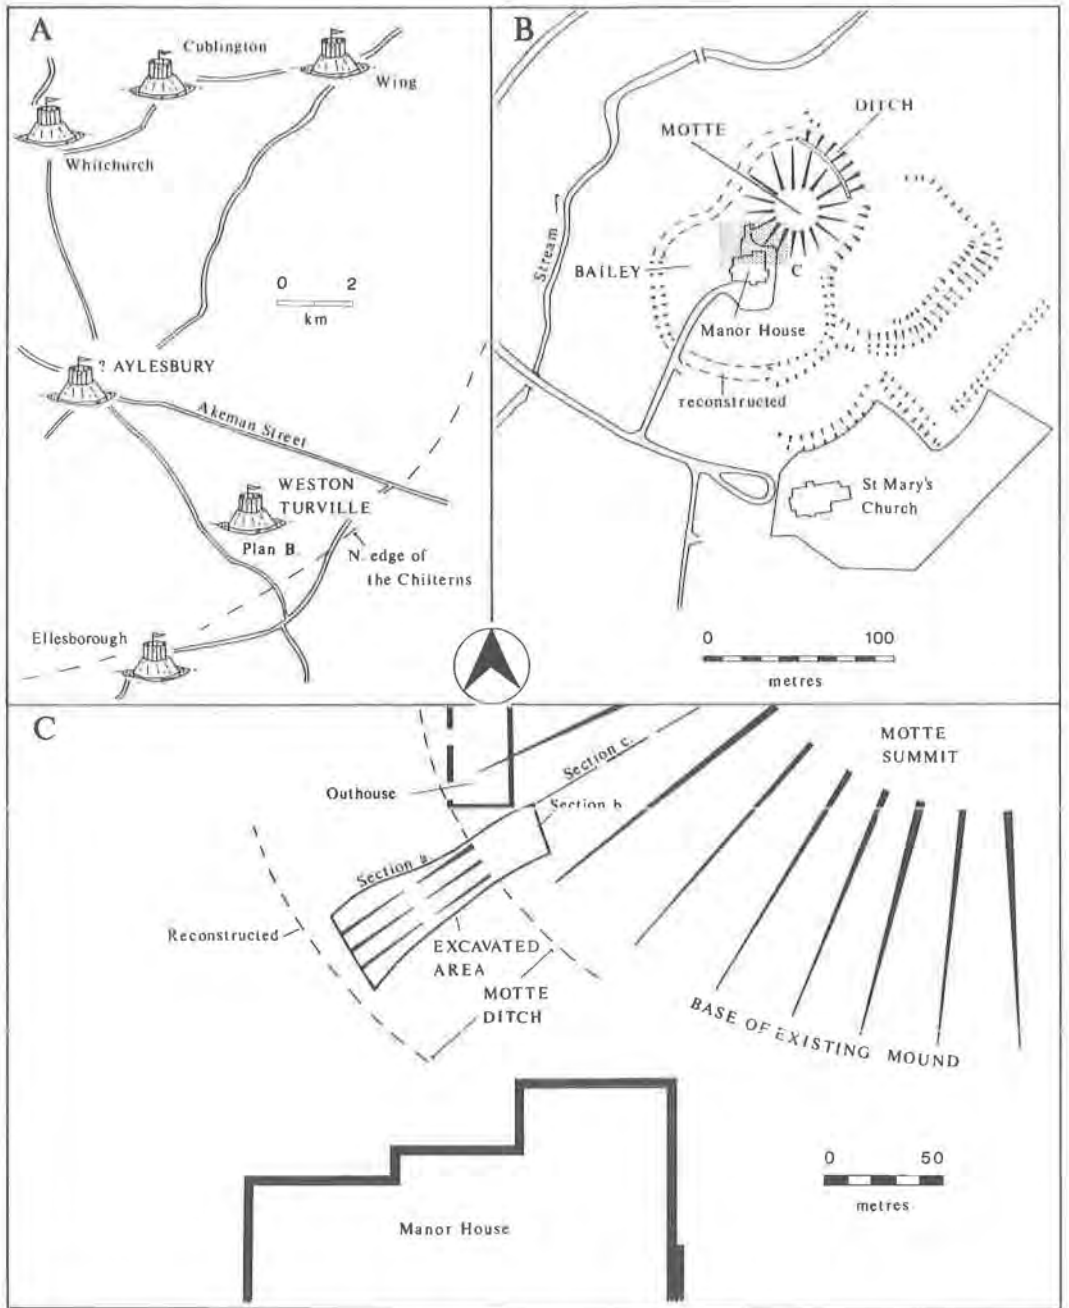 A
Cublington
Wing
Whitchurch
0 2
km
? AYLESBURY
Akeman Street
WESTON
TURVILLE
Plan B
N. edge of
the Chilterns
Ellesborough
B
DITCH
MOTTE
Stream
BAILEY
C
Manor House
reconstructed
St Mary's
Church
0 100
metres
C
MOTTE
SUMMIT
Section c.
Outhouse
Section b
Section a
Reconstructed
EXCAVATED
AREA
MOTTE
DITCH
BASE OF EXISTING MOUND
0 50
metres
Manor House